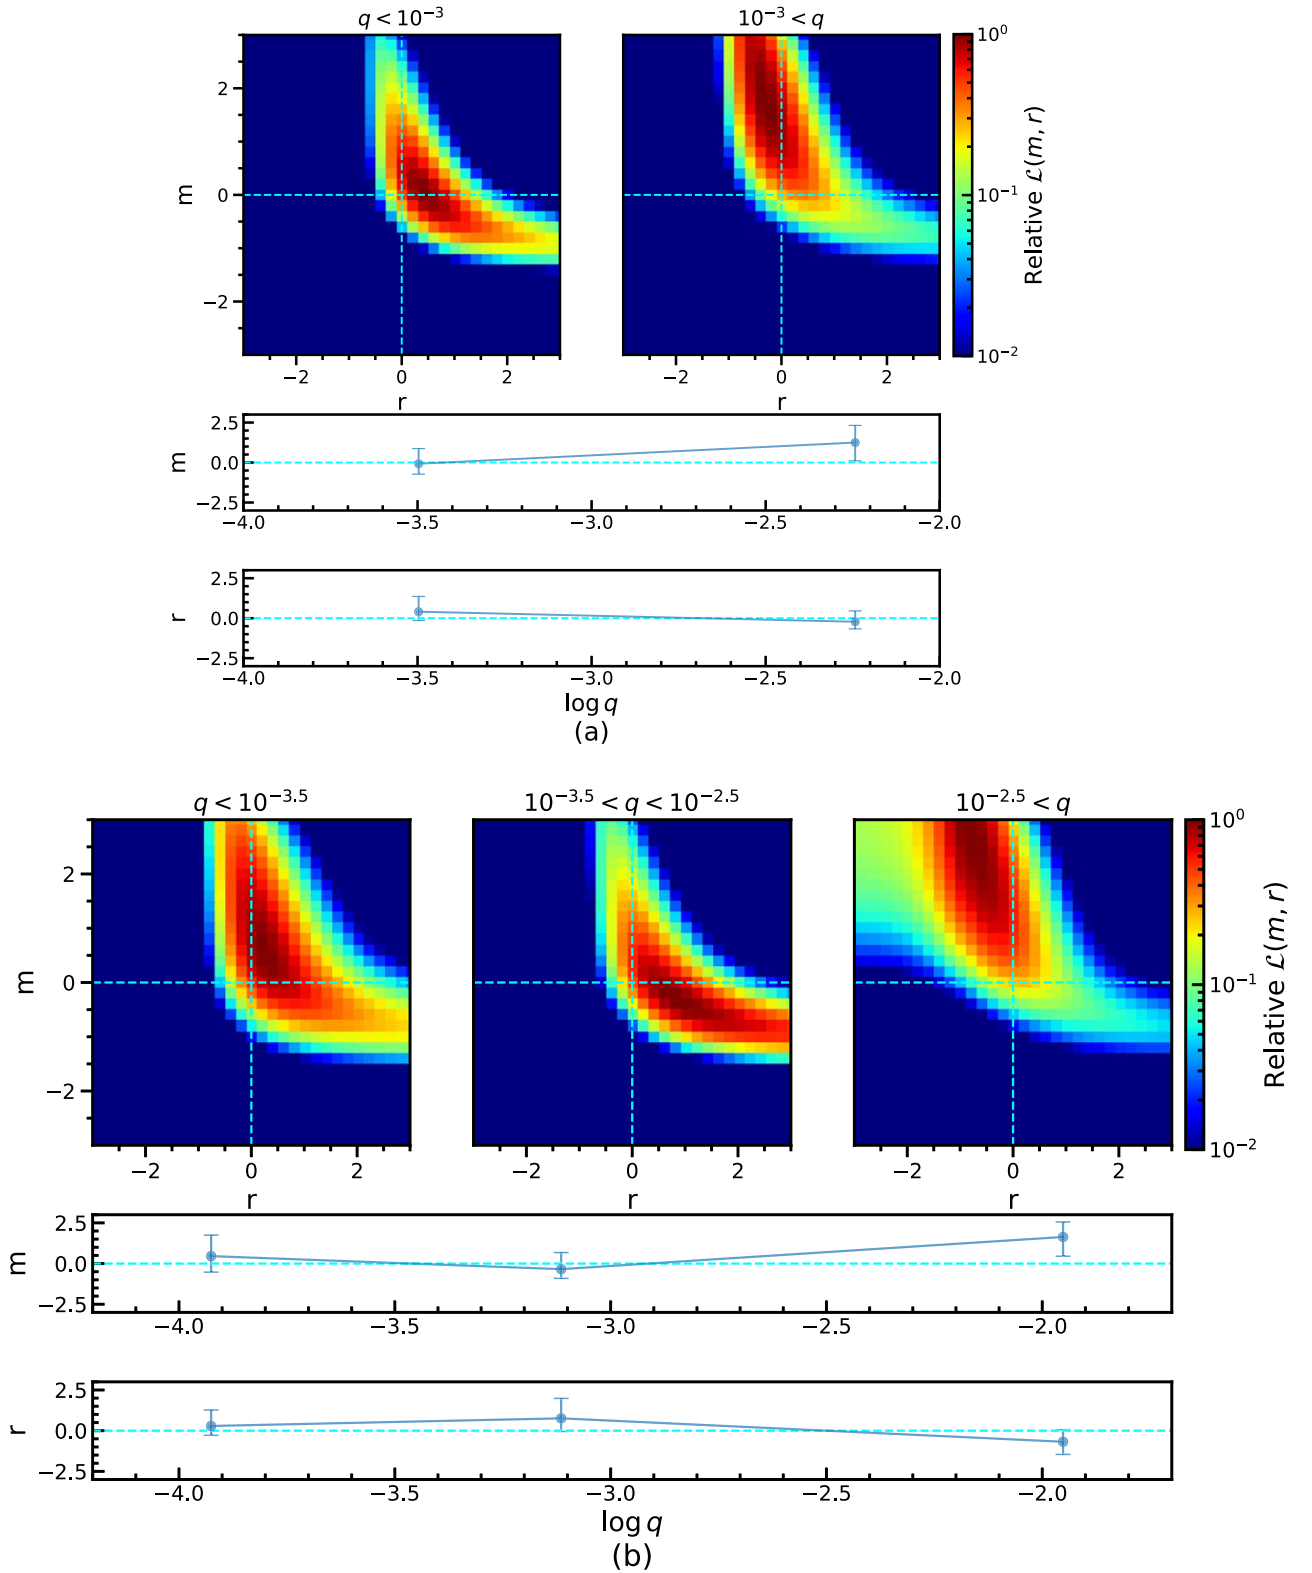 q < 10⁻³
10⁻³ < q
m
2
0
−2
−2 0 2
r
−2 0 2
r
10⁰
10⁻¹
10⁻²
Relative ℒ(m, r)
m
2.5
0.0
−2.5
−4.0 −3.5 −3.0 −2.5 −2.0
r
2.5
0.0
−2.5
−4.0 −3.5 −3.0 −2.5 −2.0
log q
(a)
q < 10⁻³·⁵
10⁻³·⁵ < q < 10⁻²·⁵
10⁻²·⁵ < q
m
2
0
−2
−2 0 2
r
−2 0 2
r
−2 0 2
r
10⁰
10⁻¹
10⁻²
Relative ℒ(m, r)
m
2.5
0.0
−2.5
−4.0 −3.5 −3.0 −2.5 −2.0
r
2.5
0.0
−2.5
−4.0 −3.5 −3.0 −2.5 −2.0
log q
(b)